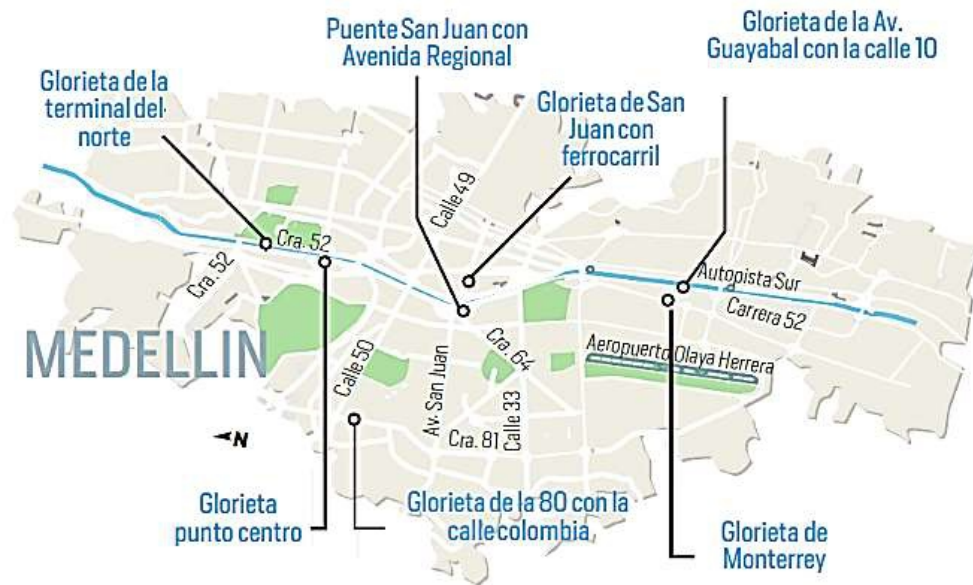 Puente San Juan con
Avenida Regional
Glorieta de la Av.
Guayabal con la calle 10
Glorieta de la
terminal del
norte
Glorieta de San
Juan con
ferrocarril
Calle 49
Cra. 52
Cra. 52
Autopista Sur
Carrera 52
MEDELLIN
Calle 50
Av. San Juan
Cra. 64
Calle 33
Aeropuerto Olaya Herrera
Cra. 81
N
Glorieta
punto centro
Glorieta de la 80 con la
calle colombia
Glorieta de
Monterrey